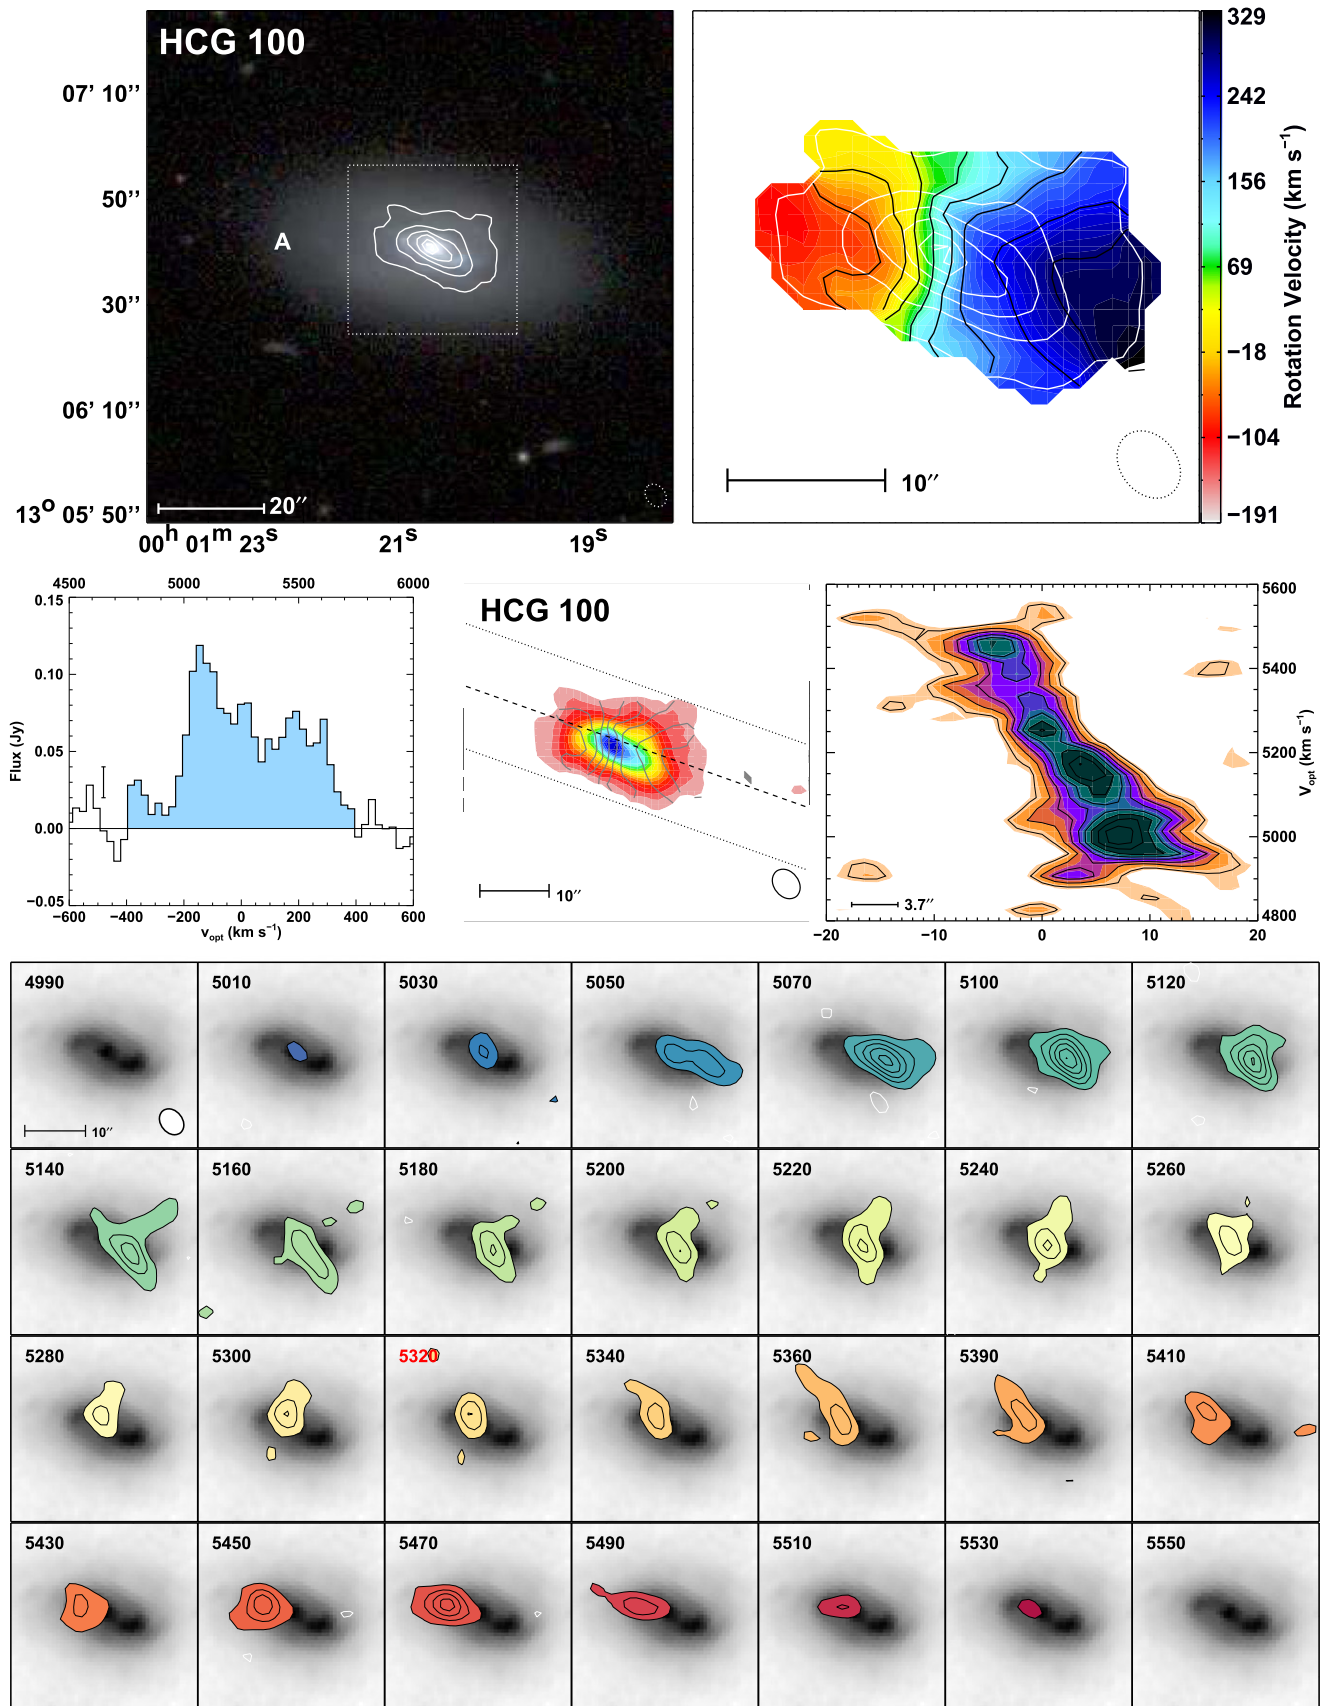 HCG 100
07’ 10’’
50’’
A
30’’
06’ 10’’
13° 05’ 50’’
20’’
00h 01m 23s 21s 19s
10’’
329
242
156
69
−18
−104
−191
Rotation Velocity (km s−1)
4500 5000 5500 6000
0.15
0.10
0.05
0.00
−0.05
Flux (Jy)
−600 −400 −200 0 200 400 600
vopt (km s−1)
HCG 100
10’’
5600
5400
5200
5000
4800
vopt (km s−1)
3.7’’
−20 −10 0 10 20
4990 5010 5030 5050 5070 5100 5120
10’’
5140 5160 5180 5200 5220 5240 5260
5280 5300 5320 5340 5360 5390 5410
5430 5450 5470 5490 5510 5530 5550